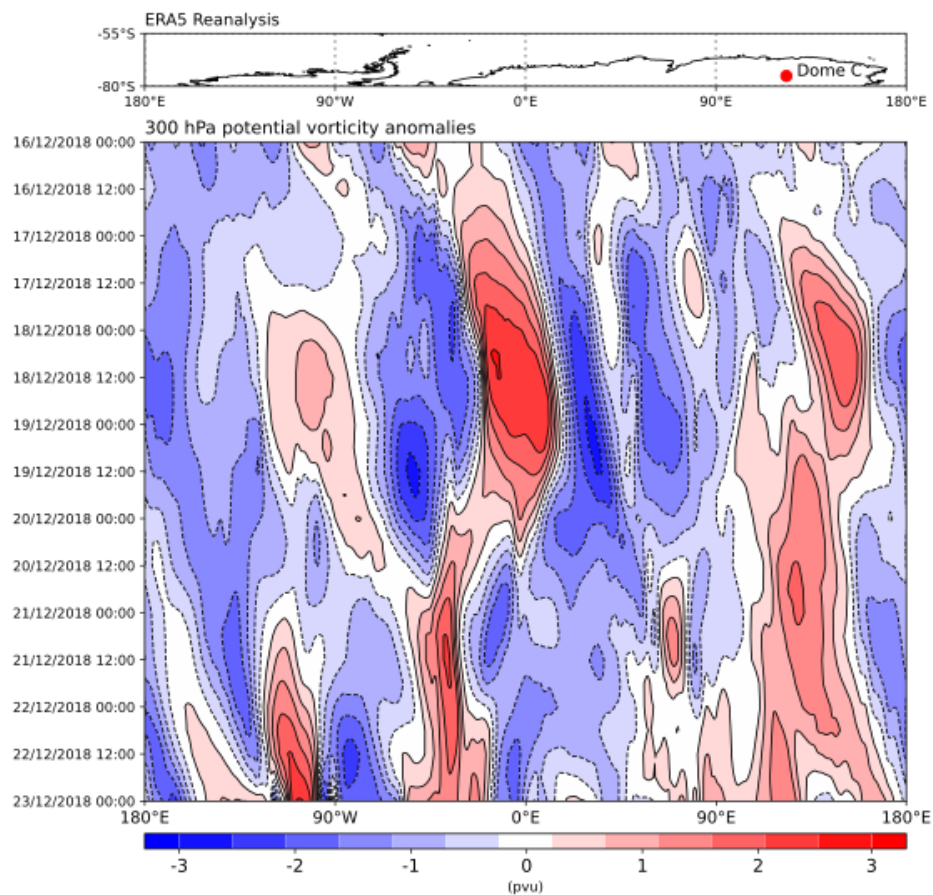 ERA5 Reanalysis
-55°S
Dome C
-80°S
180°E 90°W 0°E 90°E 180°E
300 hPa potential vorticity anomalies
16/12/2018 00:00
16/12/2018 12:00
17/12/2018 00:00
17/12/2018 12:00
18/12/2018 00:00
18/12/2018 12:00
19/12/2018 00:00
19/12/2018 12:00
20/12/2018 00:00
20/12/2018 12:00
21/12/2018 00:00
21/12/2018 12:00
22/12/2018 00:00
22/12/2018 12:00
23/12/2018 00:00
180°E 90°W 0°E 90°E 180°E
-3 -2 -1 0 1 2 3
(pvu)